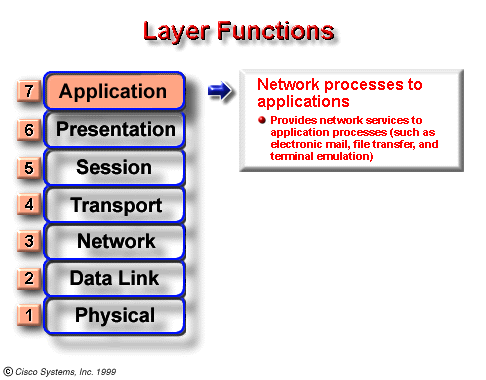 Layer Functions
7 Application
Network processes to
applications
Provides network services to
application processes (such as
electronic mail, file transfer, and
terminal emulation)
6 Presentation
5 Session
4 Transport
3 Network
2 Data Link
1 Physical
© Cisco Systems, Inc. 1999